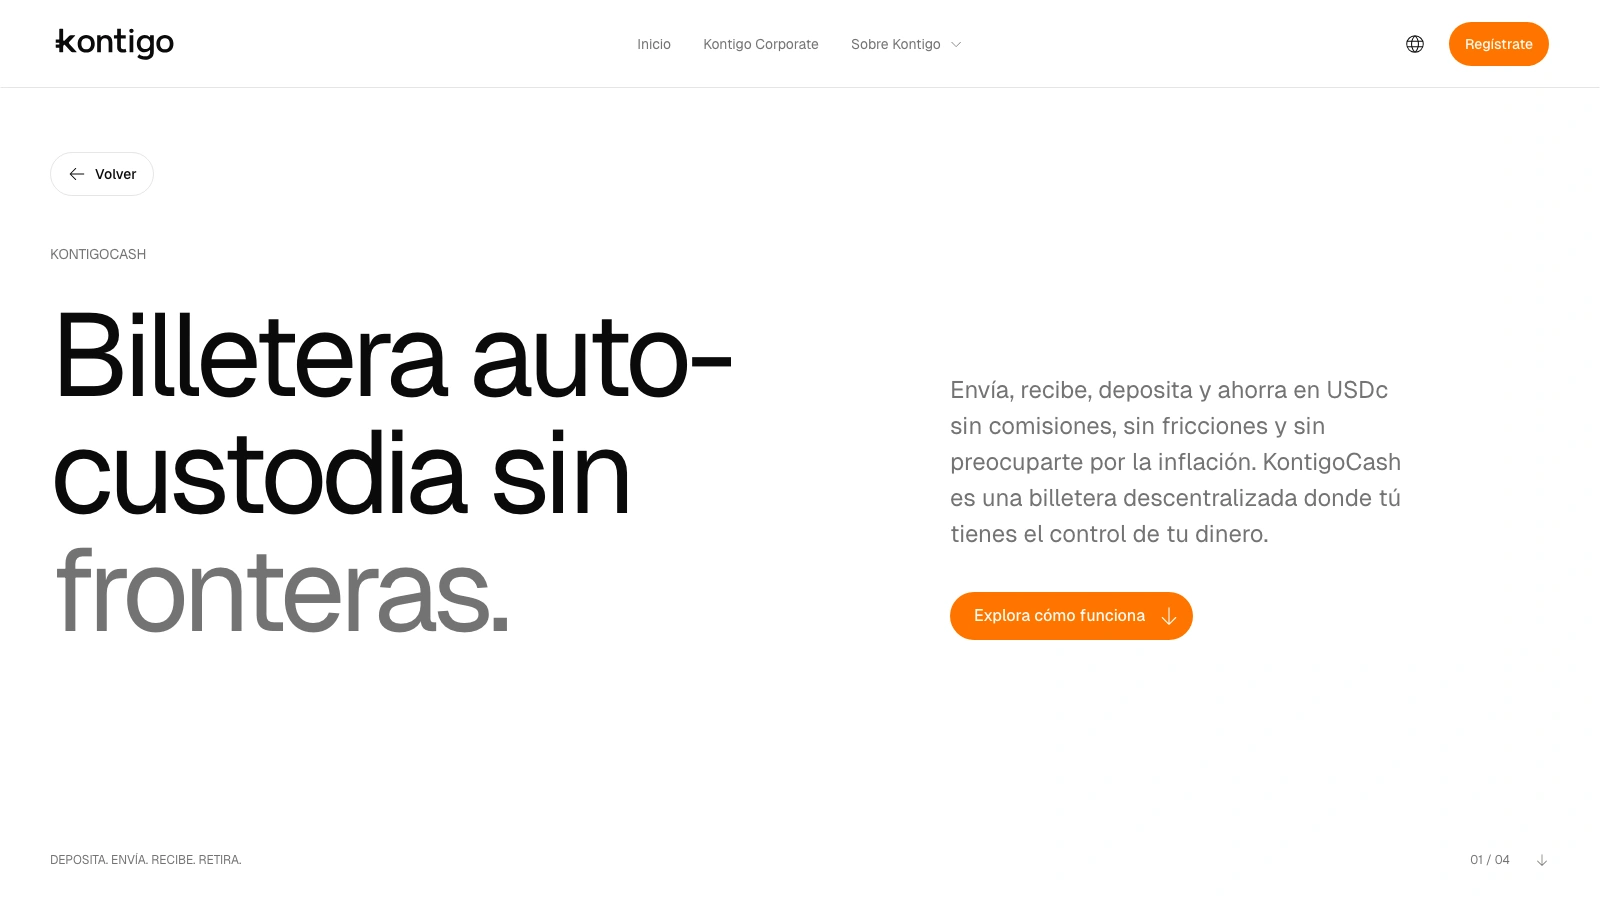 kontigo
Inicio
Kontigo Corporate
Sobre Kontigo
Regístrate
Volver
KONTIGOCASH
Billetera auto-
custodia sin
fronteras.
Envía, recibe, deposita y ahorra en USDc
sin comisiones, sin fricciones y sin
preocuparte por la inflación. KontigoCash
es una billetera descentralizada donde tú
tienes el control de tu dinero.
Explora cómo funciona
DEPOSITA. ENVÍA. RECIBE. RETIRA.
01 / 04